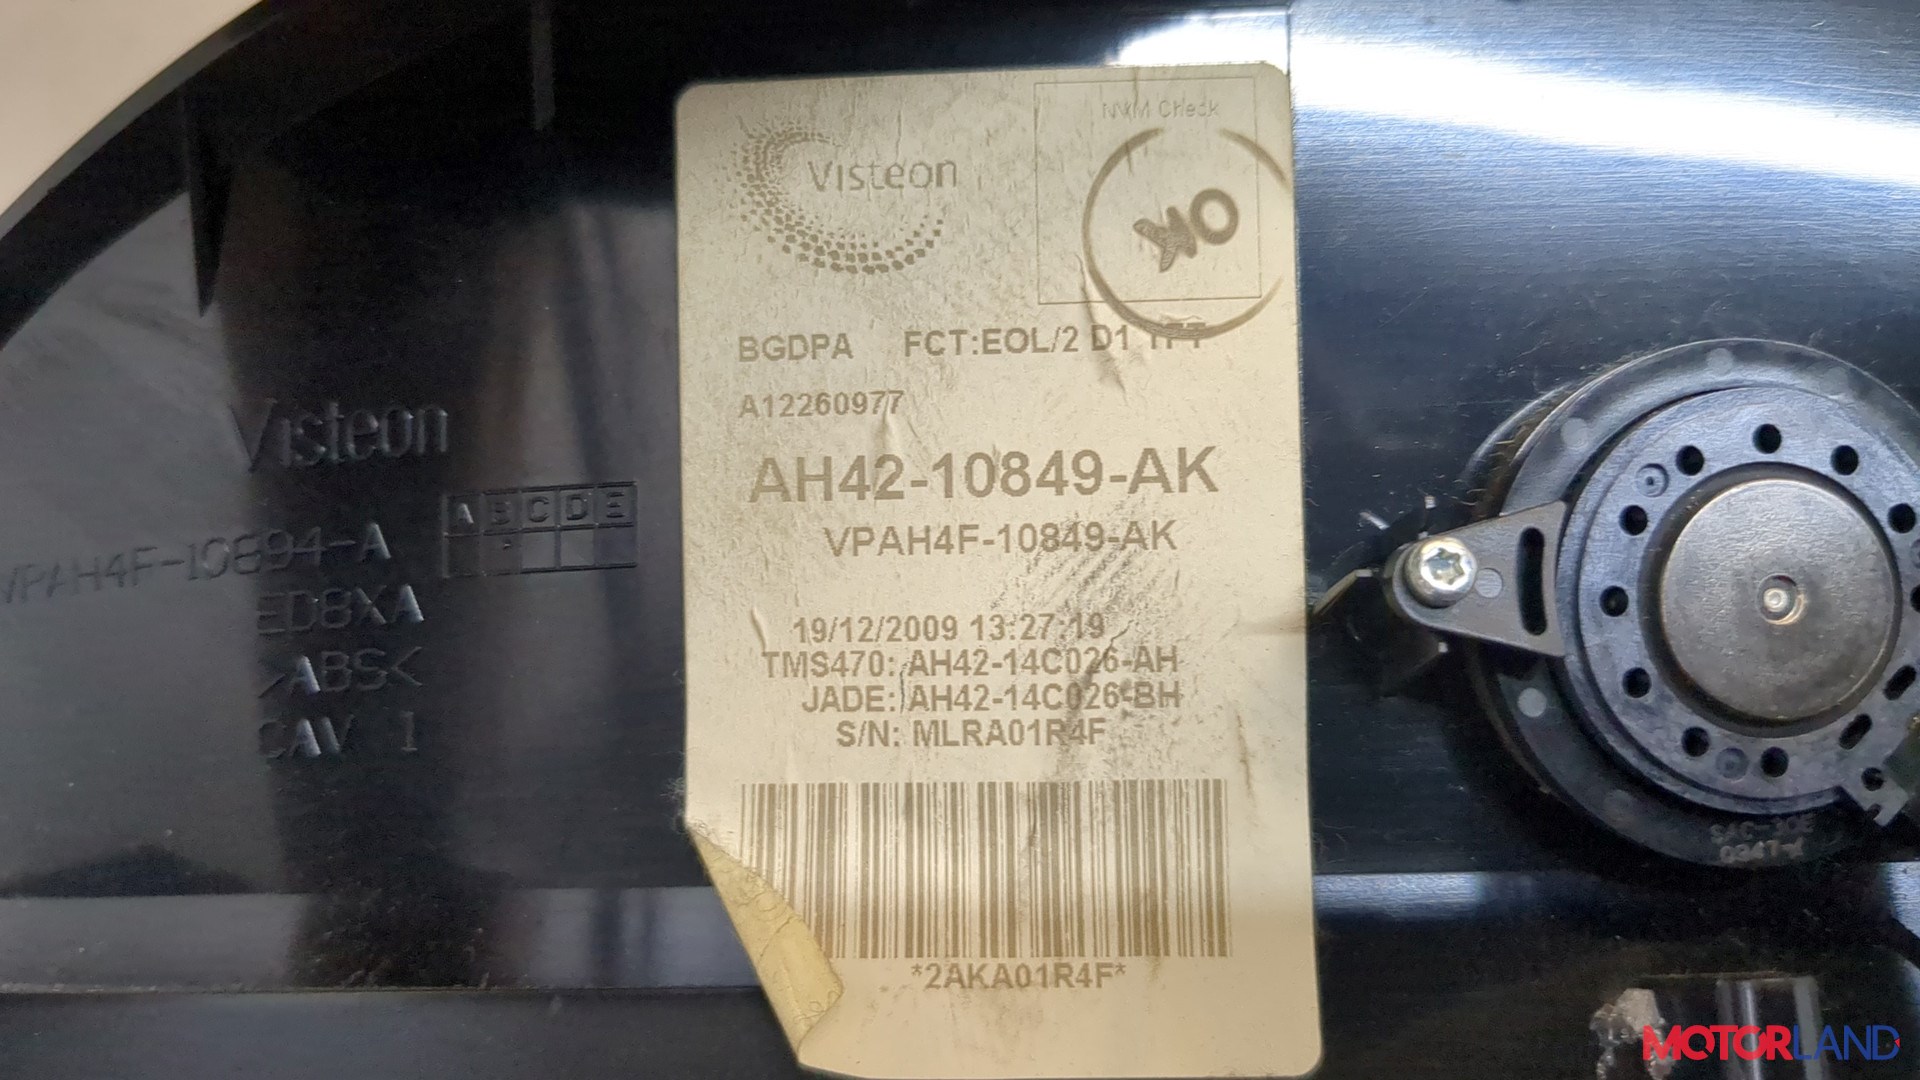 Visteon
VPAH4F-10894-A
A B C D E
ED8XA
>ABS<
CAV 1
Visteon
NVM Check
OK
BGDPA FCT:EOL/2 D1 TFT
A12260977
AH42-10849-AK
VPAH4F-10849-AK
19/12/2009 13:27:19
TMS470: AH42-14C026-AH
JADE: AH42-14C026-BH
S/N: MLRA01R4F
*2AKA01R4F*
MOTORLAND